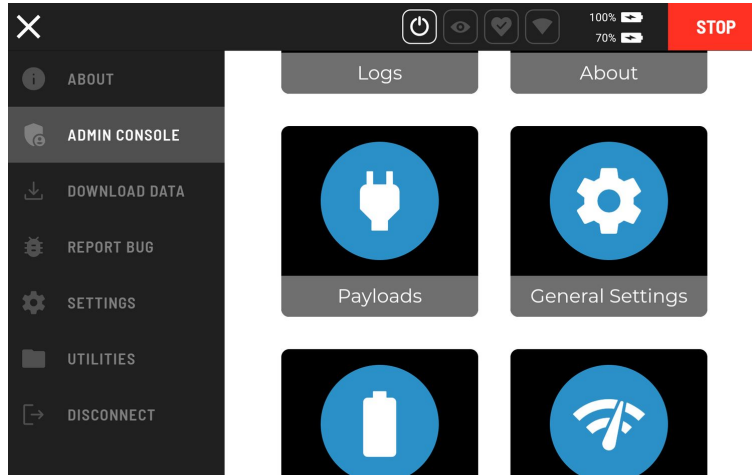 100%
70%
STOP
ABOUT
ADMIN CONSOLE
DOWNLOAD DATA
REPORT BUG
SETTINGS
UTILITIES
DISCONNECT
Logs
About
Payloads
General Settings